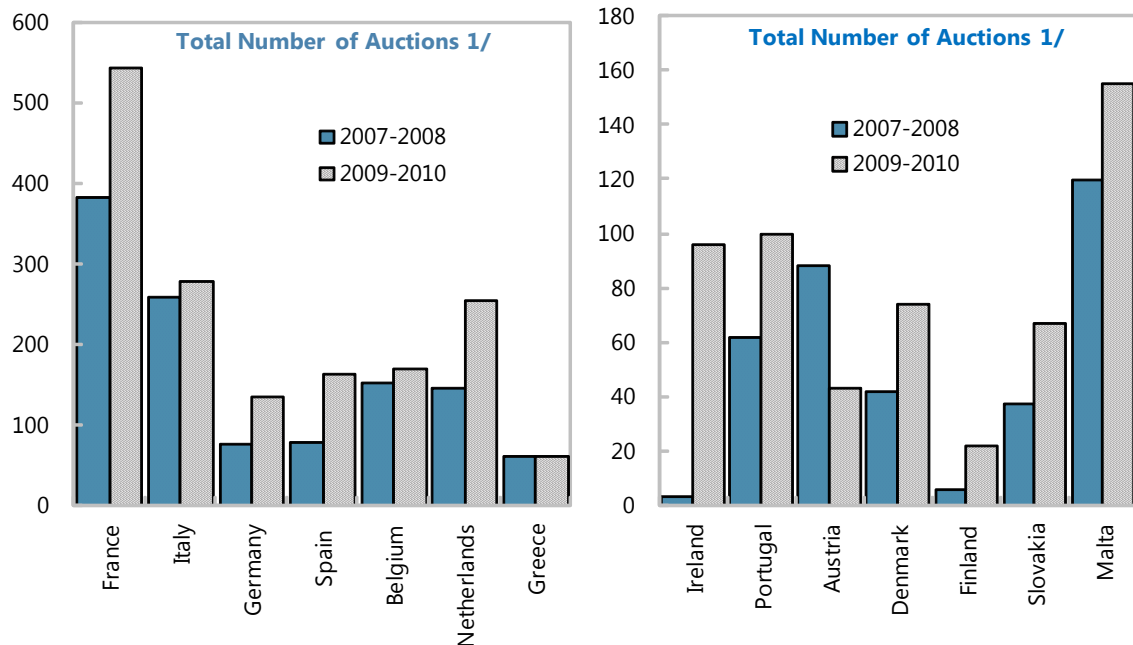 Total Number of Auctions 1/
600
500
400
300
200
100
0
2007-2008
2009-2010
France
Italy
Germany
Spain
Belgium
Netherlands
Greece
Total Number of Auctions 1/
180
160
140
120
100
80
60
40
20
0
2007-2008
2009-2010
Ireland
Portugal
Austria
Denmark
Finland
Slovakia
Malta